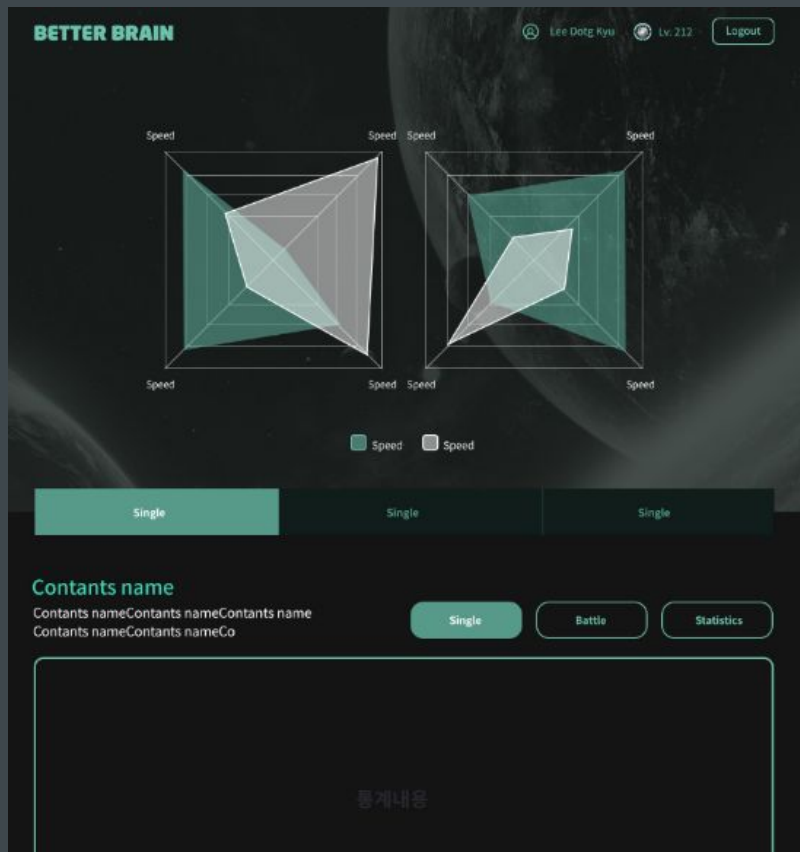 BETTER BRAIN
Lee Dotg Kyu
Lv. 212
Logout
Speed
Speed
Speed
Speed
Speed
Speed
Speed
Speed
Speed
Speed
Single
Single
Single
Contants name
Contants nameContants nameContants name
Contants nameContants nameCo
Single
Battle
Statistics
통계내용